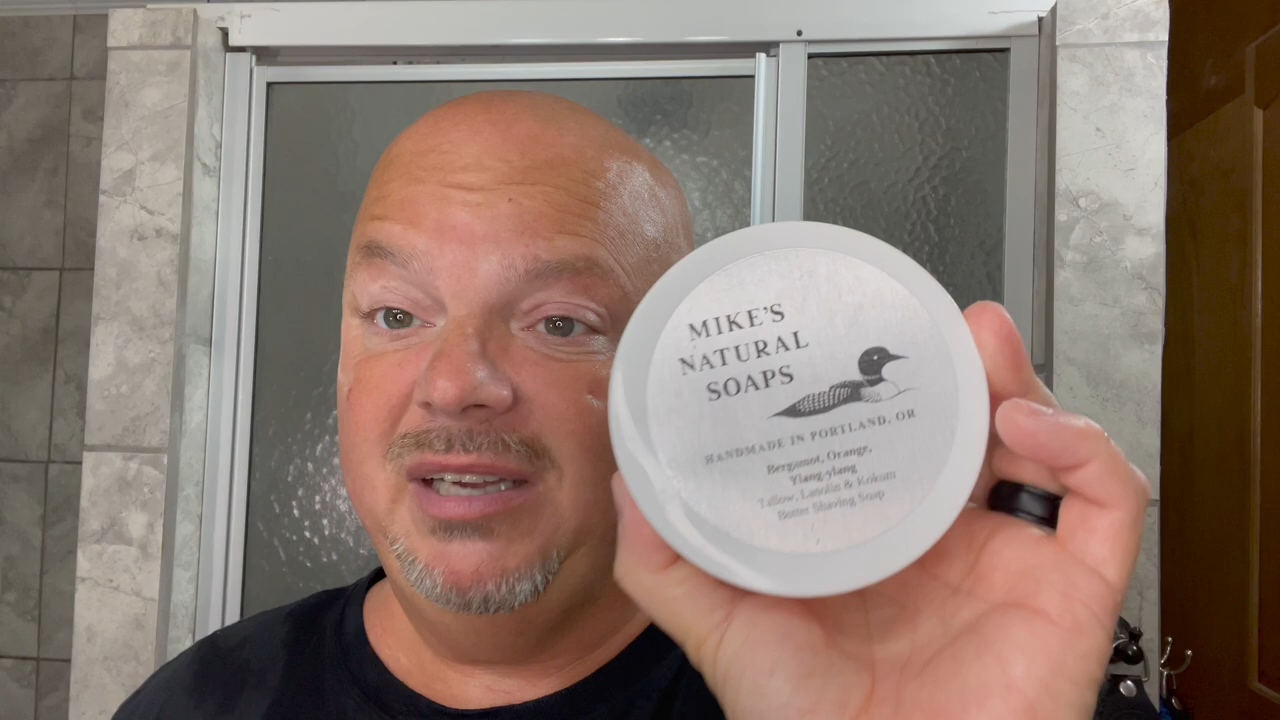 MIKE'S
NATURAL
SOAPS
HANDMADE IN PORTLAND, OR
Bergamot, Orange,
Ylang-ylang
Tallow, Lanolin & Kokum
Butter Shaving Soap